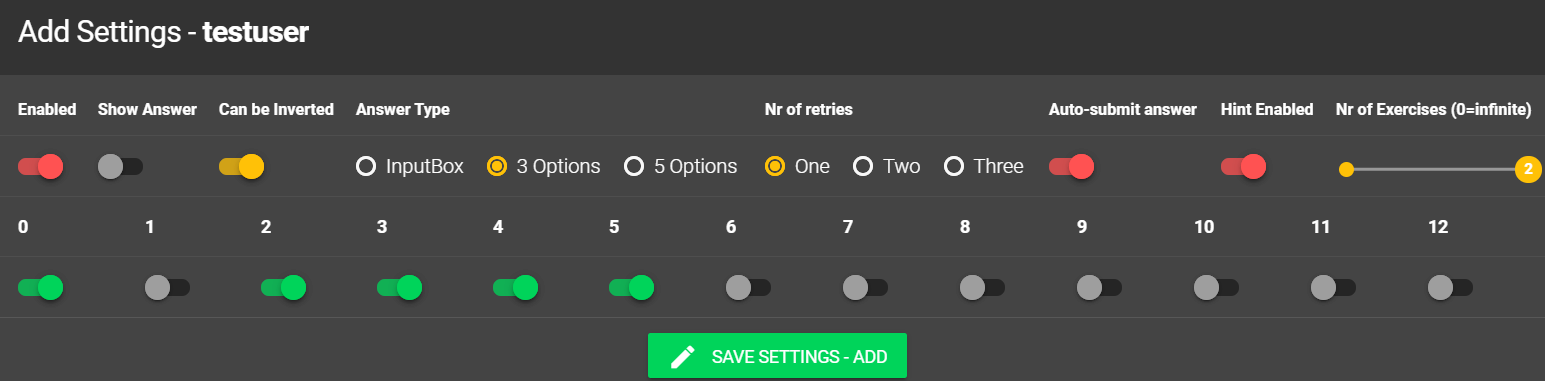 Add Settings - testuser
Enabled Show Answer Can be Inverted Answer Type Nr of retries Auto-submit answer Hint Enabled Nr of Exercises (0=infinite)
InputBox 3 Options 5 Options One Two Three 2
0 1 2 3 4 5 6 7 8 9 10 11 12
SAVE SETTINGS - ADD